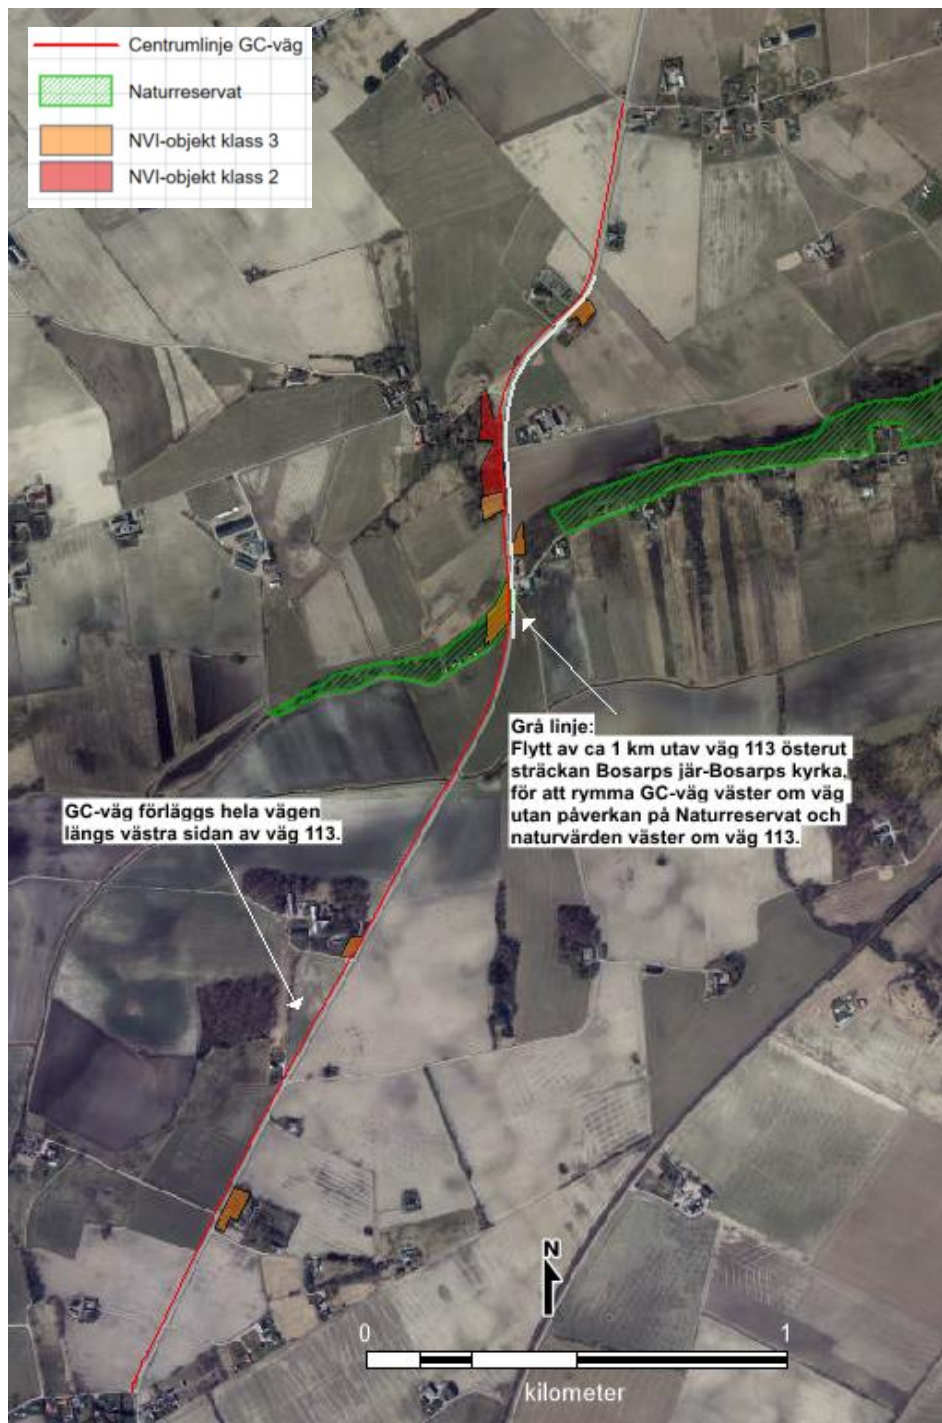 Centrumlinje GC-väg
Naturreservat
NVI-objekt klass 3
NVI-objekt klass 2
Grå linje:
Flytt av ca 1 km utav väg 113 österut
sträckan Bosarps jär-Bosarps kyrka,
för att rymma GC-väg väster om väg
utan påverkan på Naturreservat och
naturvärden väster om väg 113.
GC-väg förläggs hela vägen
längs västra sidan av väg 113.
N
0 1
kilometer